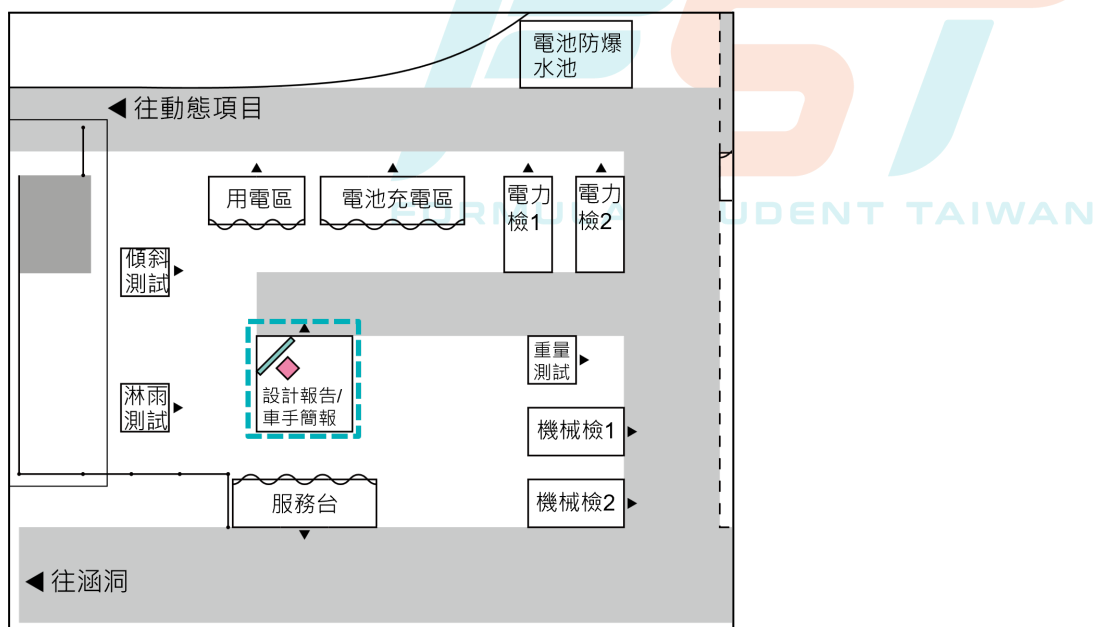 電池防爆
水池
◀往動態項目
用電區
電池充電區
電力
檢1
電力
檢2
FORMULA STUDENT TAIWAN
傾斜
測試
重量
測試
淋雨
測試
設計報告/
車手簡報
機械檢1
服務台
機械檢2
◀往涵洞